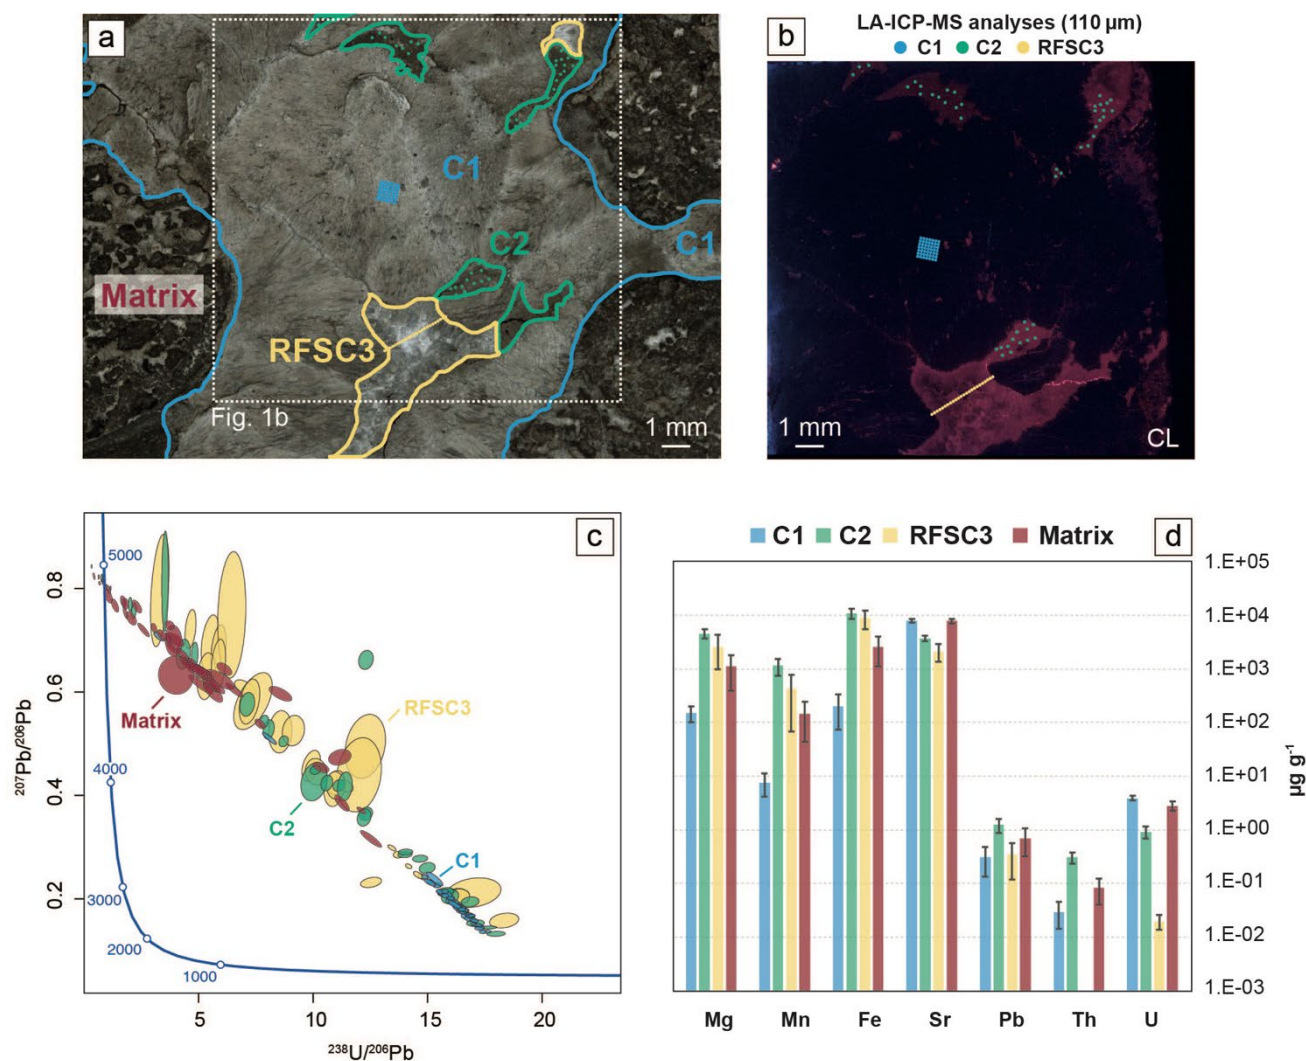 a
C1
C1
C2
Matrix
RFSC3
Fig. 1b
1 mm
b
LA-ICP-MS analyses (110 µm)
C1 C2 RFSC3
1 mm
CL
c
5000
4000
3000
2000
1000
0.8
0.6
0.4
0.2
²⁰⁷Pb/²⁰⁶Pb
Matrix
RFSC3
C2
C1
5 10 15 20
²³⁸U/²⁰⁶Pb
C1 C2 RFSC3 Matrix
d
1.E+05
1.E+04
1.E+03
1.E+02
1.E+01
1.E+00
1.E-01
1.E-02
1.E-03
µg g⁻¹
Mg Mn Fe Sr Pb Th U